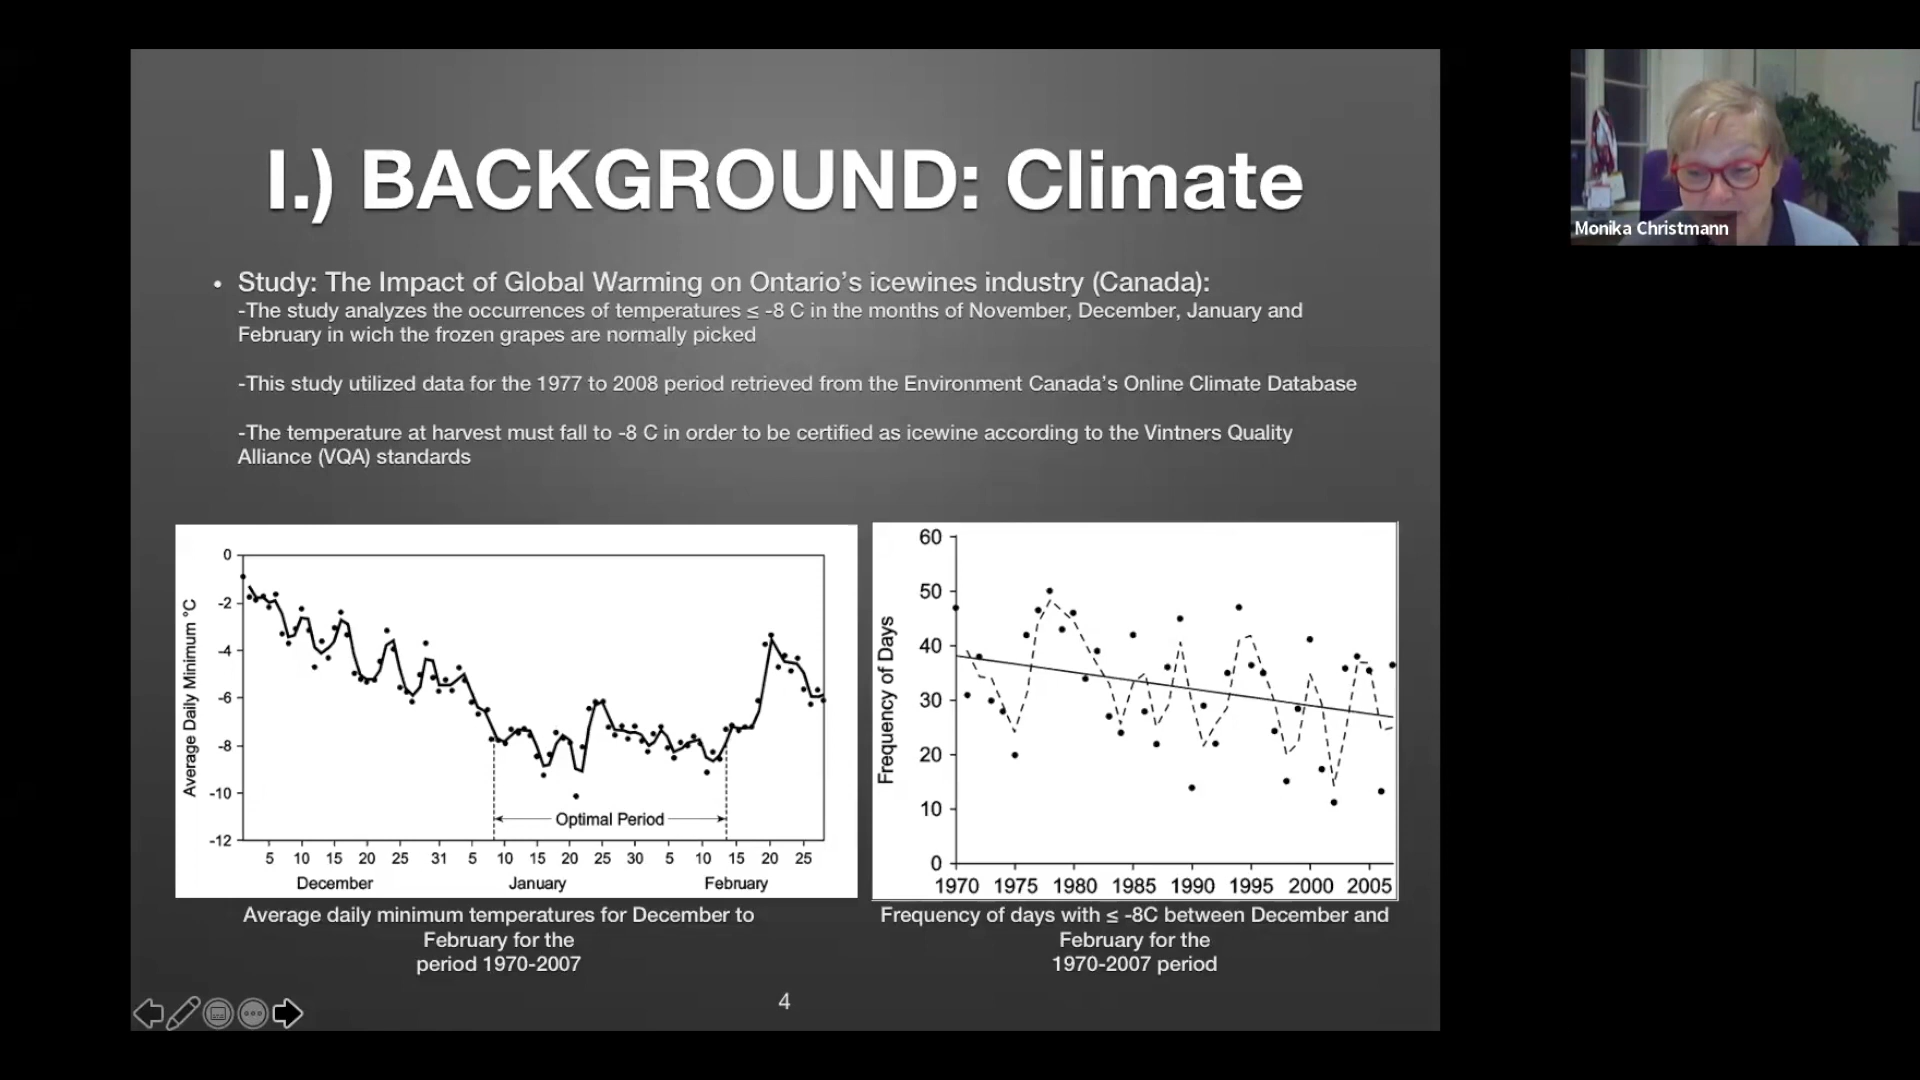 I.) BACKGROUND: Climate
• Study: The Impact of Global Warming on Ontario's icewines industry (Canada):
-The study analyzes the occurrences of temperatures ≤ -8 C in the months of November, December, January and
February in wich the frozen grapes are normally picked
-This study utilized data for the 1977 to 2008 period retrieved from the Environment Canada's Online Climate Database
-The temperature at harvest must fall to -8 C in order to be certified as icewine according to the Vintners Quality
Alliance (VQA) standards
Average Daily Minimum °C
0
-2
-4
-6
-8
-10
-12
Optimal Period
5 10 15 20 25 31 5 10 15 20 25 30 5 10 15 20 25
December January February
Average daily minimum temperatures for December to
February for the
period 1970-2007
Frequency of Days
60
50
40
30
20
10
0
1970 1975 1980 1985 1990 1995 2000 2005
Frequency of days with ≤ -8C between December and
February for the
1970-2007 period
4
Monika Christmann